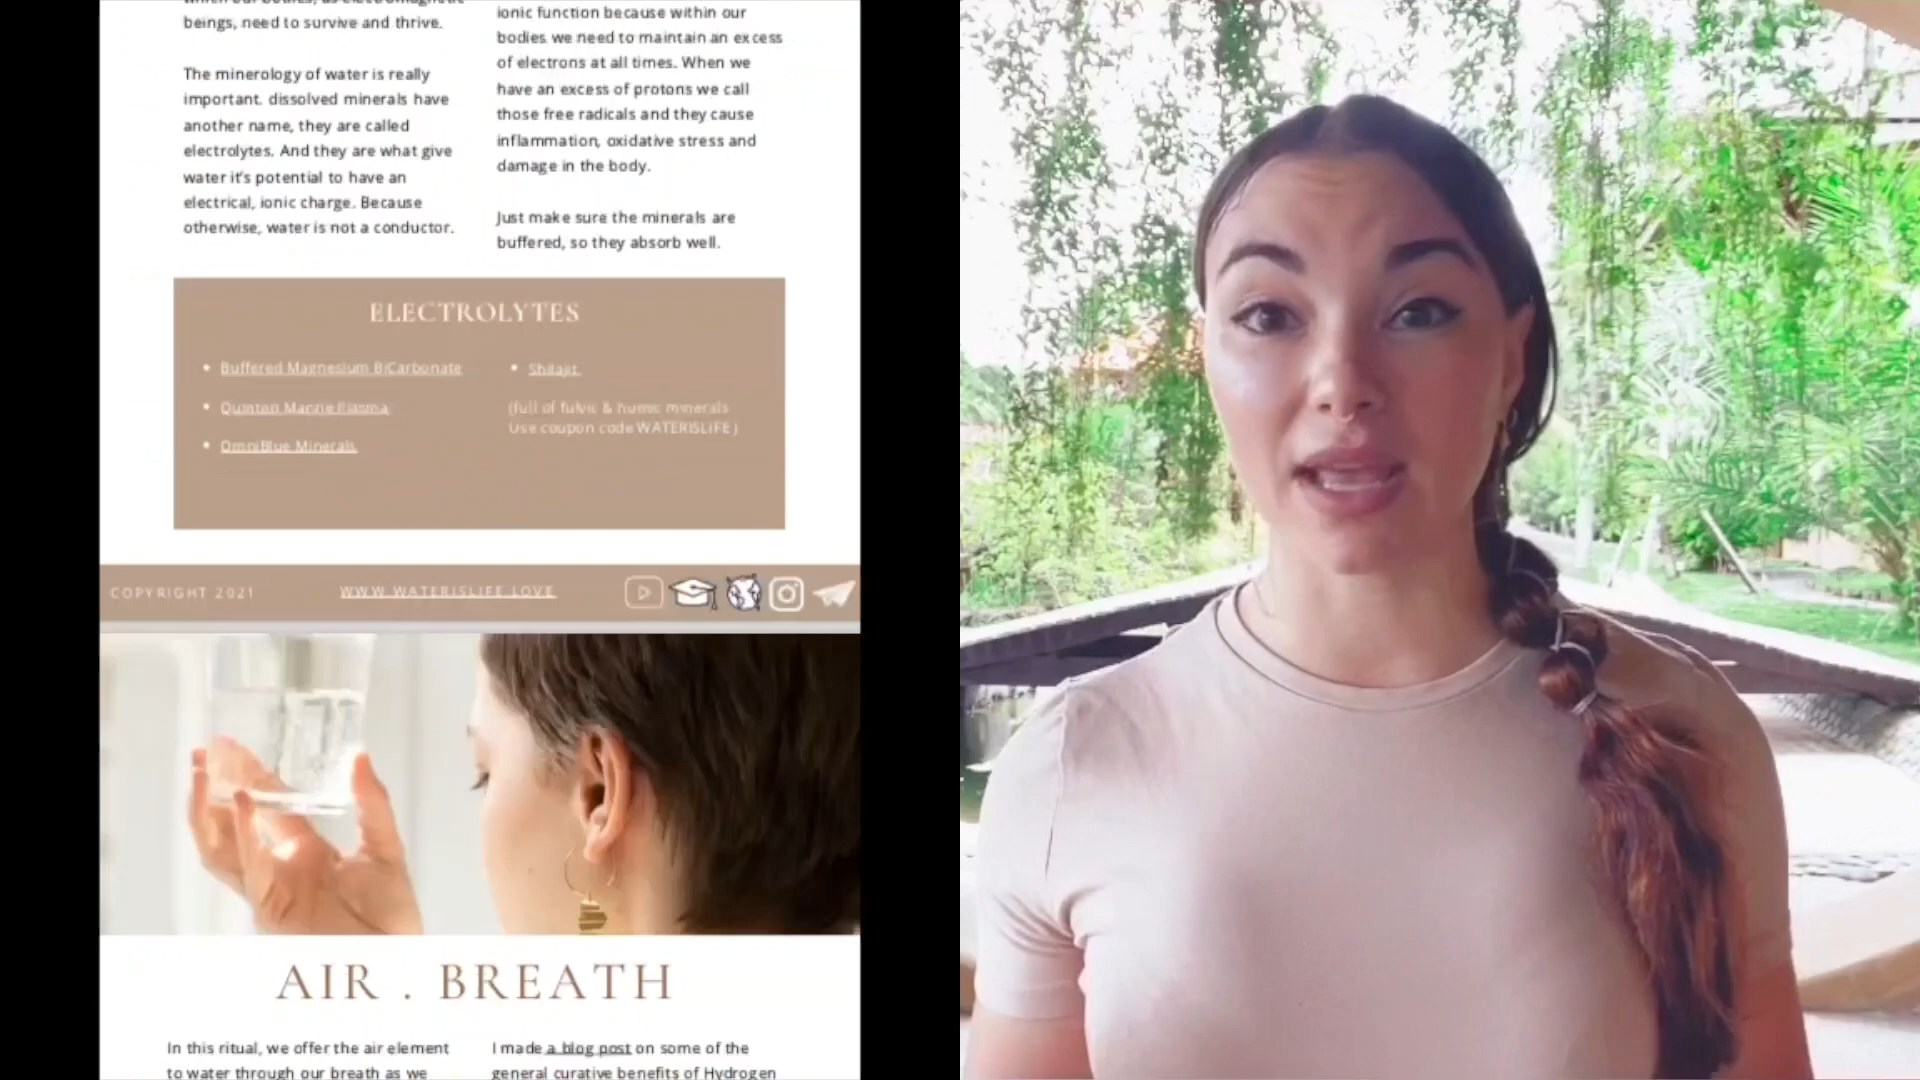 beings, need to survive and thrive.
The minerology of water is really
important. dissolved minerals have
another name, they are called
electrolytes. And they are what give
water it's potential to have an
electrical, ionic charge. Because
otherwise, water is not a conductor.
ionic function because within our
bodies we need to maintain an excess
of electrons at all times. When we
have an excess of protons we call
those free radicals and they cause
inflammation, oxidative stress and
damage in the body.
Just make sure the minerals are
buffered, so they absorb well.
ELECTROLYTES
• Buffered Magnesium BiCarbonate
• Quinton Marine Plasma
• OmniBlue Minerals
• Shilajit
(full of fulvic & humic minerals
Use coupon code WATERISLIFE)
COPYRIGHT 2021
WWW.WATERISLIFE.LOVE
AIR . BREATH
In this ritual, we offer the air element
to water through our breath as we
I made a blog post on some of the
general curative benefits of Hydrogen